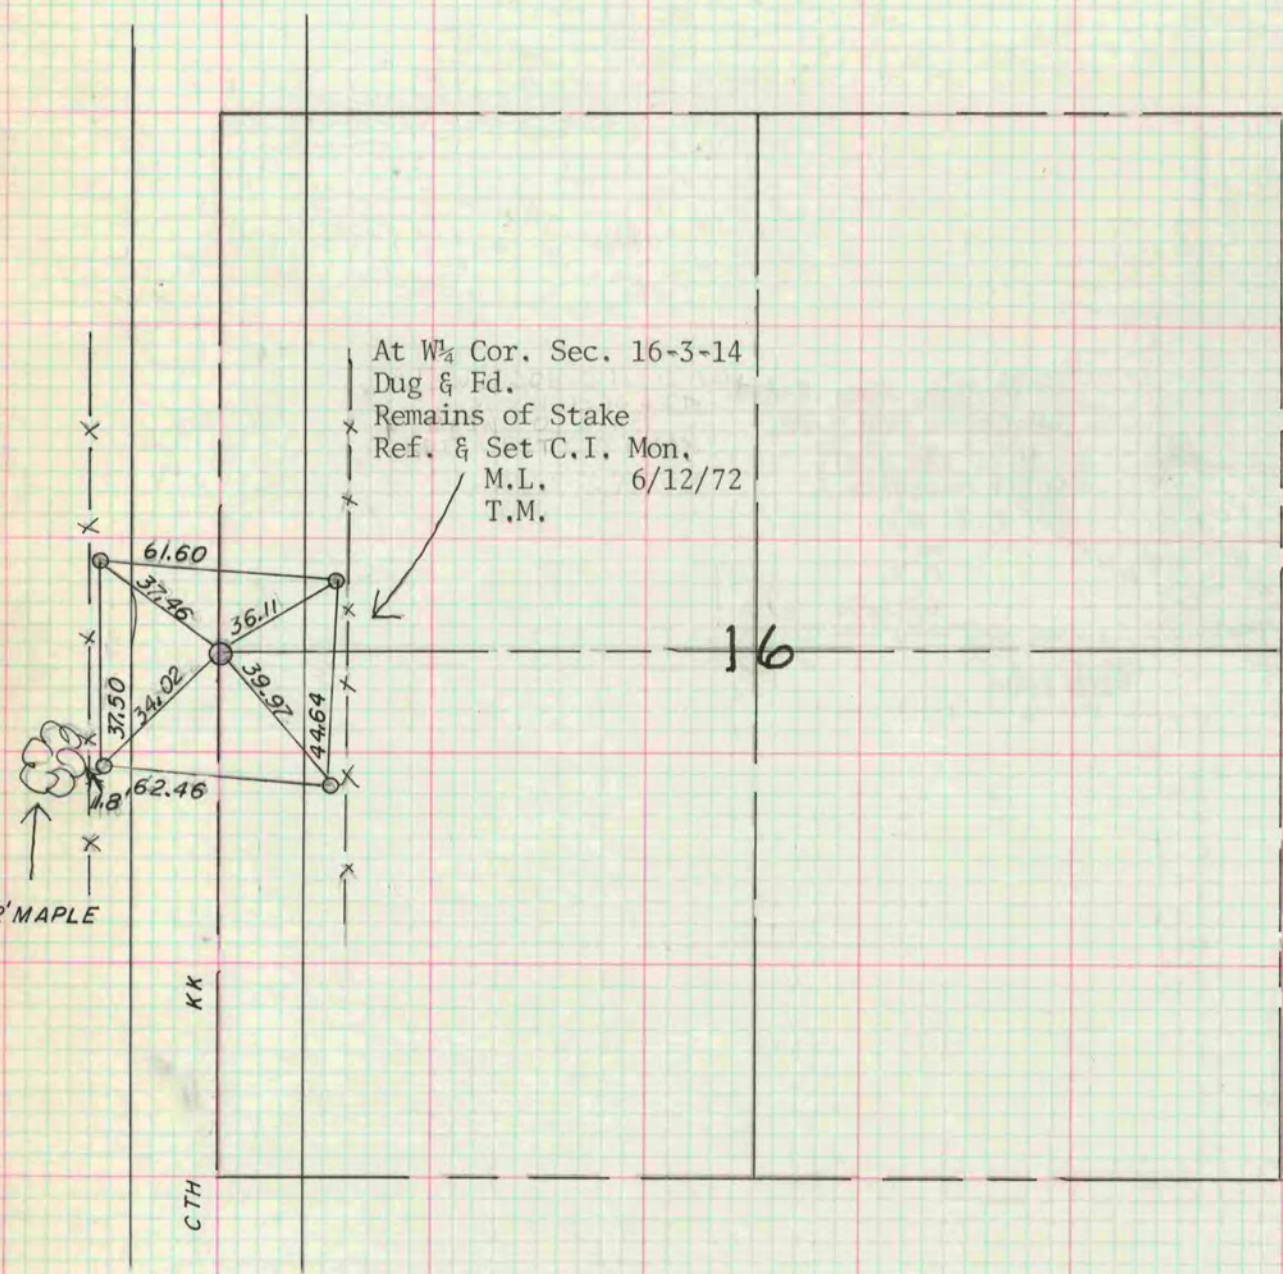 At W¼ Cor. Sec. 16-3-14
Dug & Fd.
Remains of Stake
Ref. & Set C.I. Mon.
M.L. 6/12/72
T.M.
61.60
37.46
36.11
16
39.97
34.02
37.50
44.64
1.8'
62.46
'MAPLE
KK
CTH